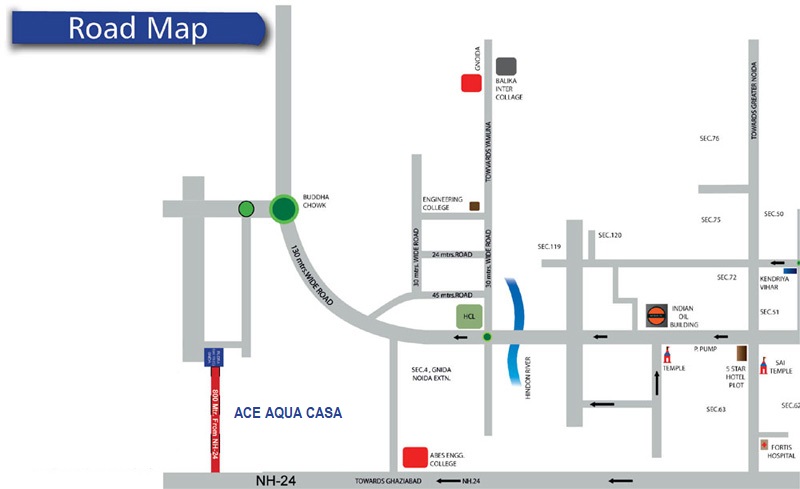 Road Map
GNOIDA
BALIKA
INTER
COLLAGE
TOWVARDS YAMUNA
TOWARDS GREATER NOIDA
SEC.76
BUDDHA
CHOWK
ENGINEERING
COLLEGE
SEC.75
SEC.50
130 mtrs.WIDE ROAD
30 mtrs.WIDE ROAD
24 mtrs.ROAD
30 mtrs.WIDE ROAD
SEC.119
SEC.120
SEC.72
KENDRIYA
VIHAR
45 mtrs.ROAD
HCL
HINDON RIVER
INDIAN
OIL
BUILDING
SEC.51
SEC.4 , GNIDA
NOIDA EXTN.
TEMPLE
P. PUMP
5 STAR
HOTEL
PLOT
SAI
TEMPLE
800 Mtr. From NH-24
ACE AQUA CASA
SEC.63
SEC.62
ABES ENGG.
COLLEGE
FORTIS
HOSPITAL
NH-24
TOWARDS GHAZIABAD
NH.24